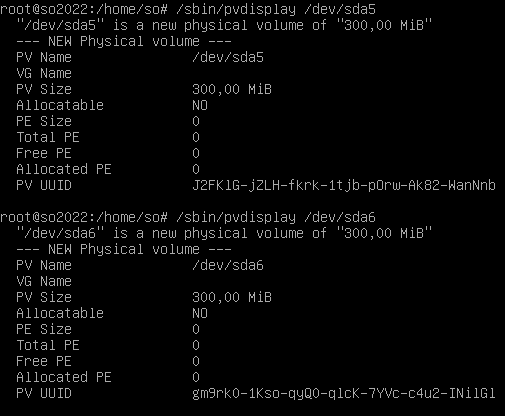 root@so2022:/home/so# /sbin/pvdisplay /dev/sda5
  "/dev/sda5" is a new physical volume of "300,00 MiB"
  --- NEW Physical volume ---
  PV Name               /dev/sda5
  VG Name
  PV Size               300,00 MiB
  Allocatable           NO
  PE Size               0
  Total PE              0
  Free PE               0
  Allocated PE          0
  PV UUID               J2FKlG-jZLH-fkrk-1tjb-pOrw-Ak82-WanNnb

root@so2022:/home/so# /sbin/pvdisplay /dev/sda6
  "/dev/sda6" is a new physical volume of "300,00 MiB"
  --- NEW Physical volume ---
  PV Name               /dev/sda6
  VG Name
  PV Size               300,00 MiB
  Allocatable           NO
  PE Size               0
  Total PE              0
  Free PE               0
  Allocated PE          0
  PV UUID               gm9rk0-1Kso-qyQ0-qlcK-7YVc-c4u2-INilGl